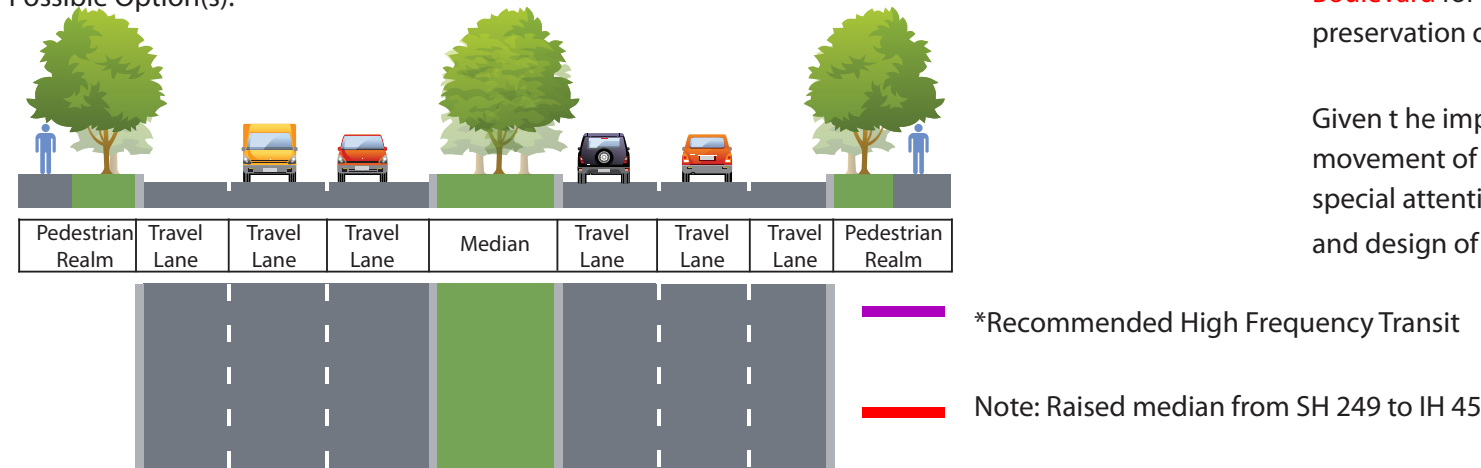 Possible Option(s):
Boulevard for
preservation
Given t he
movement of
special
and design of
Pedestrian Realm
Travel Lane
Travel Lane
Travel Lane
Median
Travel Lane
Travel Lane
Travel Lane
Pedestrian Realm
*Recommended High Frequency Transit
Note: Raised median from SH 249 to IH 45